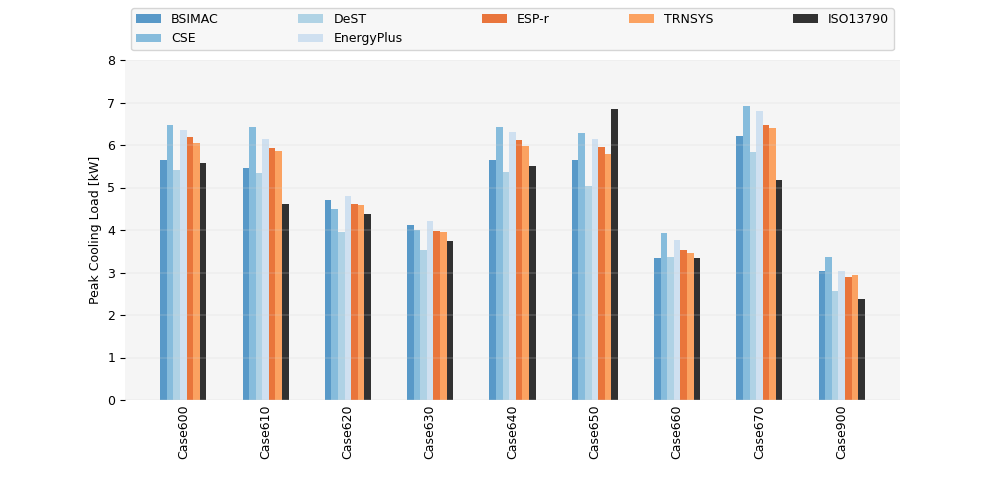 BSIMAC DeST ESP-r TRNSYS ISO13790
CSE EnergyPlus
8
7
6
5
4
3
2
1
0
Peak Cooling Load [kW]
Case600 Case610 Case620 Case630 Case640 Case650 Case660 Case670 Case900